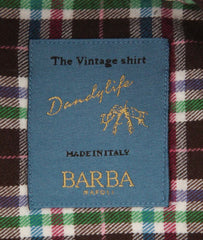 The Vintage shirt
Dandylife
MADE IN ITALY
BARBA
NAPOLI